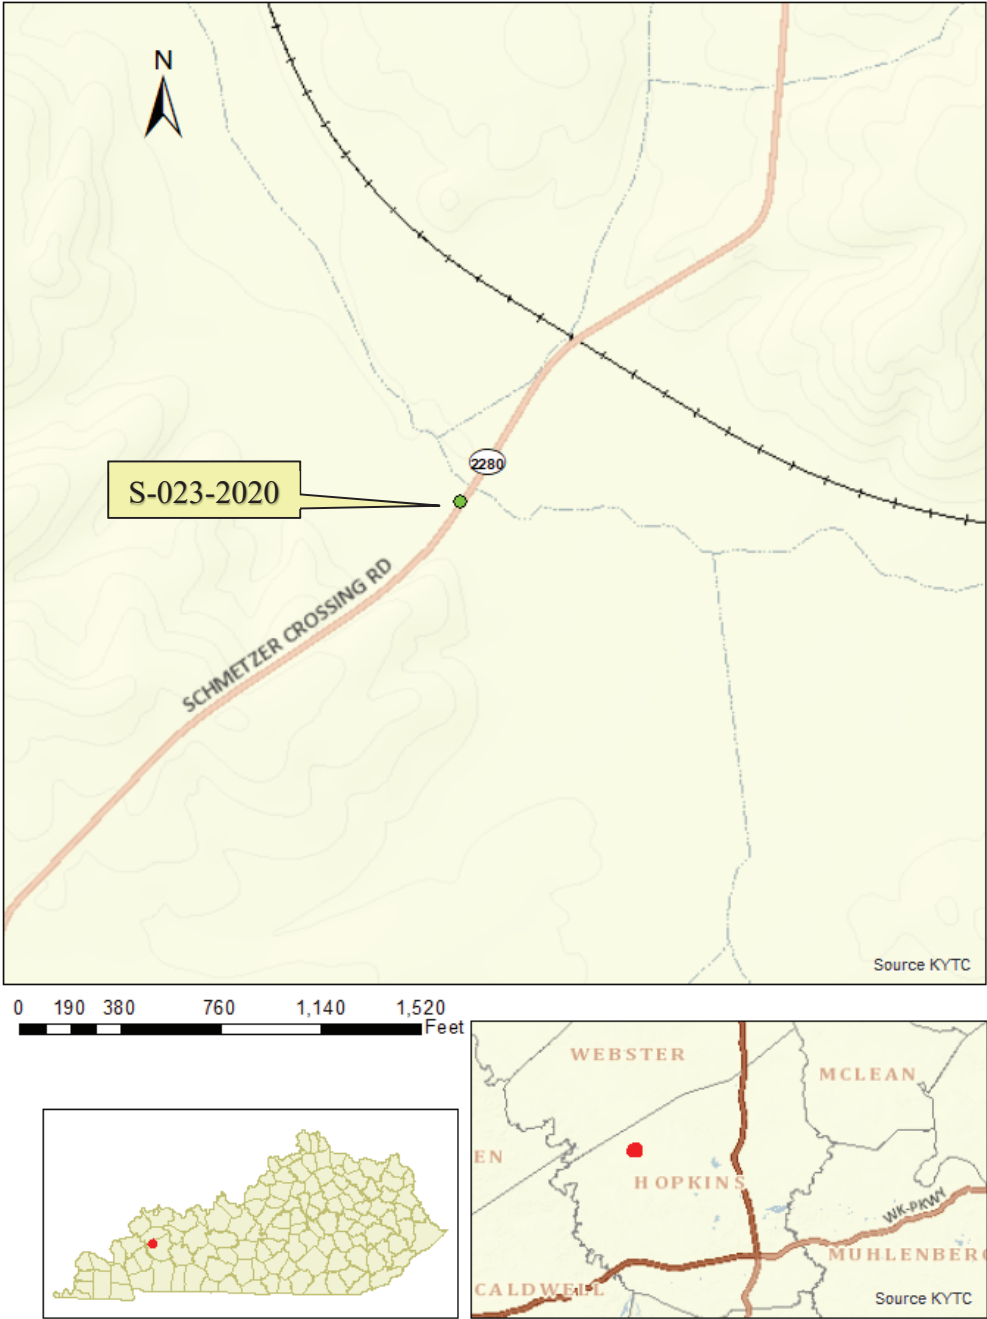 N
2280
S-023-2020
SCHMETZER CROSSING RD
Source KYTC
0 190 380 760 1,140 1,520
Feet
WEBSTER
MCLEAN
EN
HOPKINS
WK-PKWY
MUHLENBERG
CALDWELL
Source KYTC